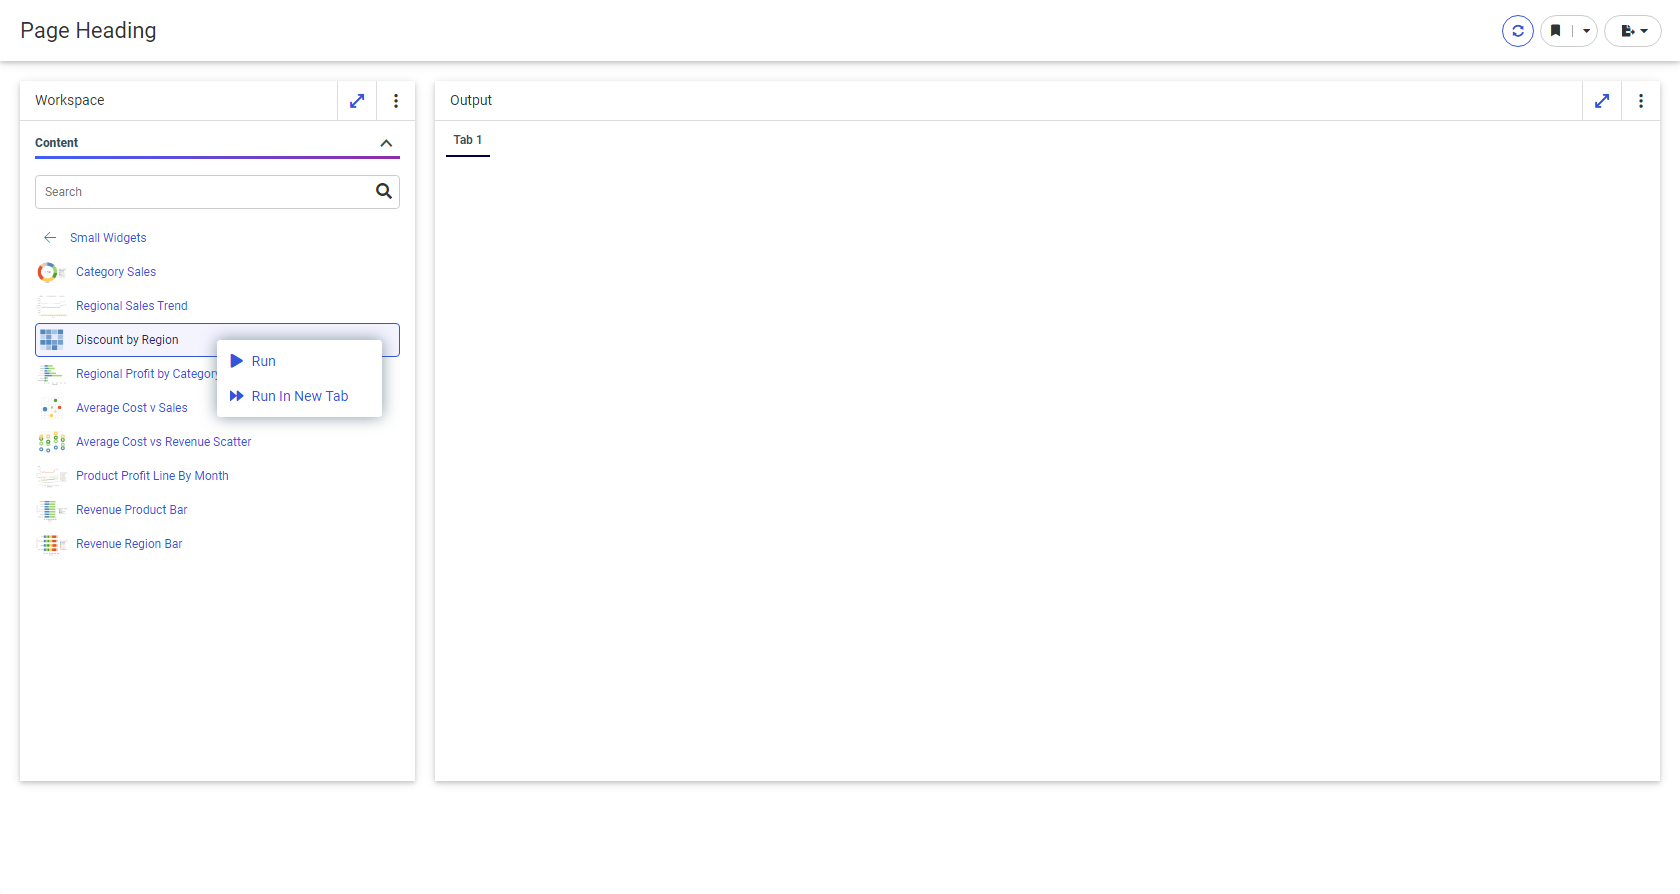 Page Heading
Workspace
Output
Content
Tab 1
Search
Small Widgets
Category Sales
Regional Sales Trend
Discount by Region
Run
Regional Profit by Category
Run In New Tab
Average Cost v Sales
Average Cost vs Revenue Scatter
Product Profit Line By Month
Revenue Product Bar
Revenue Region Bar